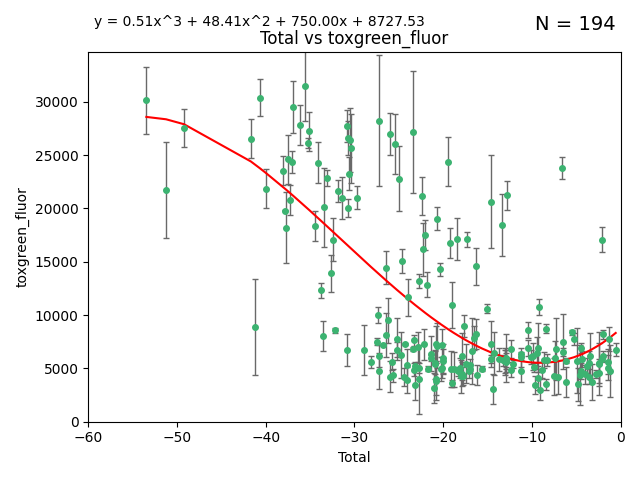 y = 0.51x^3 + 48.41x^2 + 750.00x + 8727.53
N = 194
Total vs toxgreen_fluor
30000
25000
20000
15000
10000
5000
0
toxgreen_fluor
−60 −50 −40 −30 −20 −10 0
Total